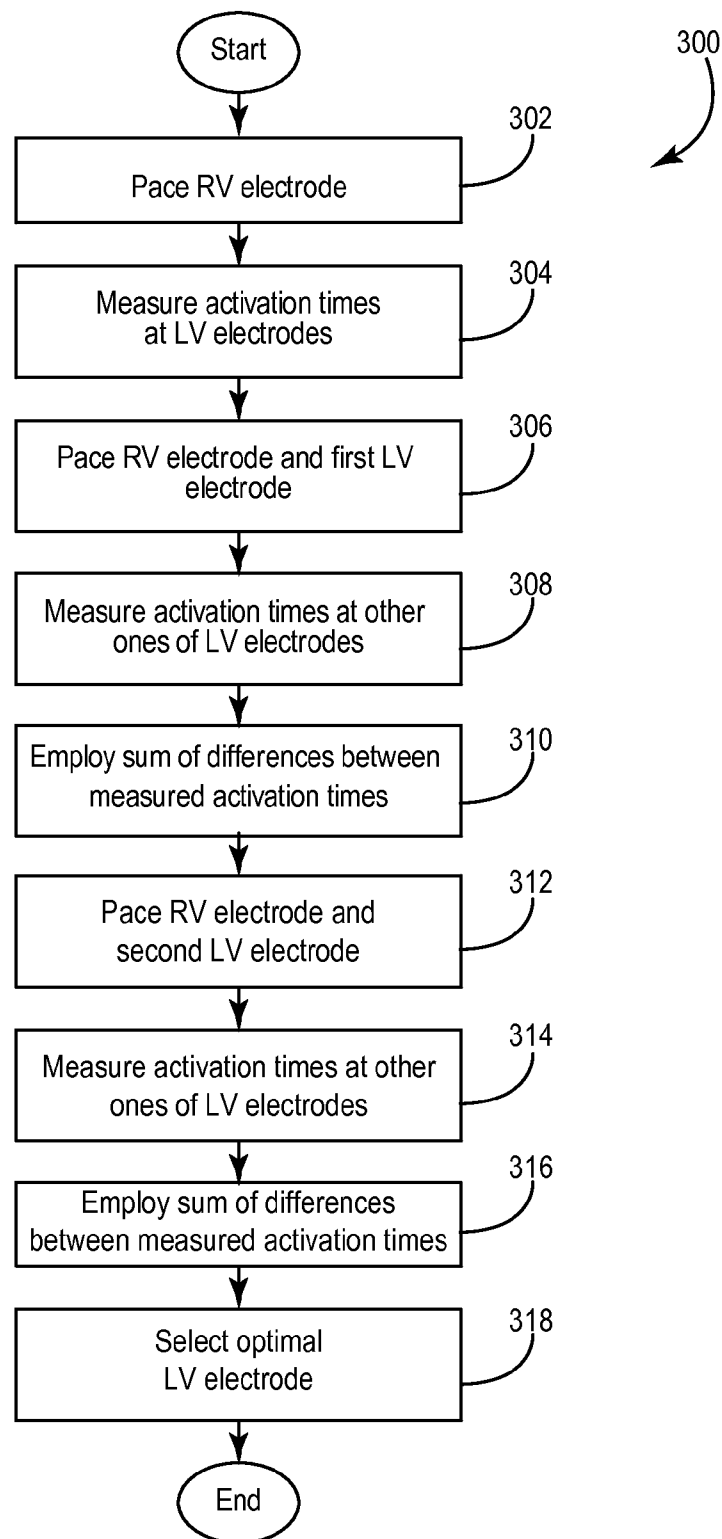 Start
300
302
Pace RV electrode
304
Measure activation times
at LV electrodes
306
Pace RV electrode and first LV
electrode
308
Measure activation times at other
ones of LV electrodes
310
Employ sum of differences between
measured activation times
312
Pace RV electrode and
second LV electrode
314
Measure activation times at other
ones of LV electrodes
316
Employ sum of differences
between measured activation times
318
Select optimal
LV electrode
End